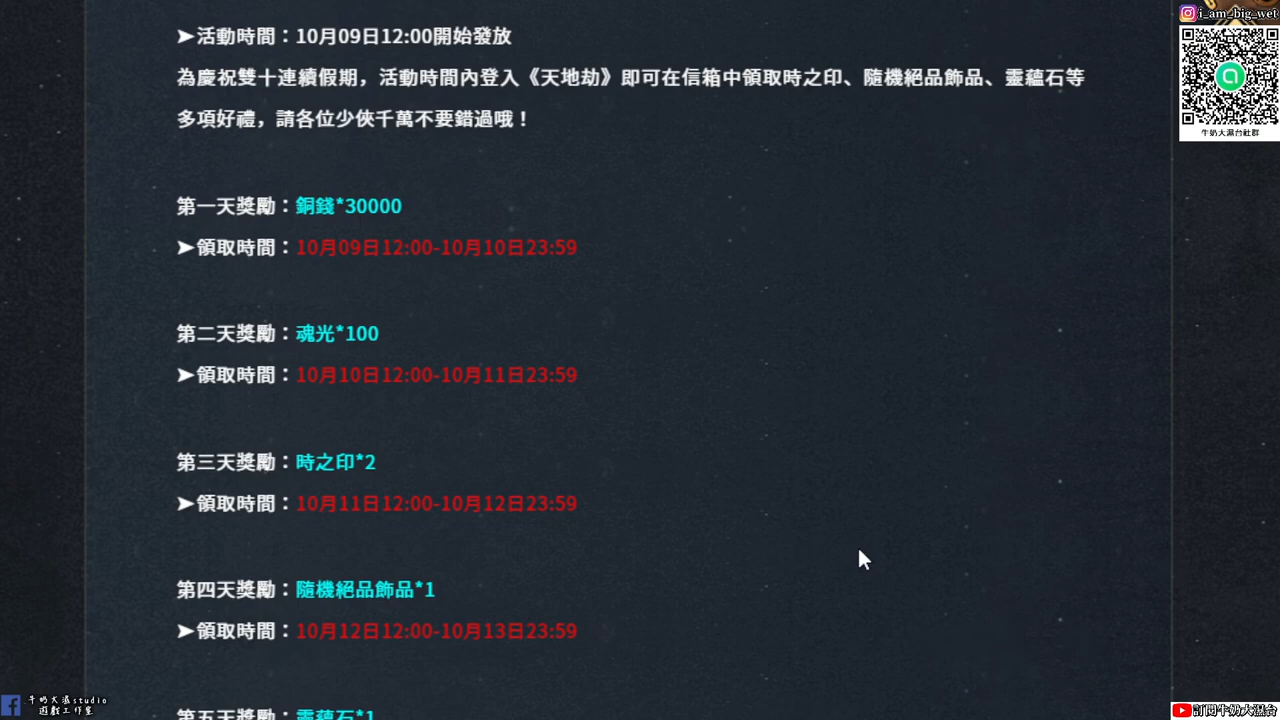 ➤活動時間：10月09日12:00開始發放
為慶祝雙十連續假期，活動時間內登入《天地劫》即可在信箱中領取時之印、隨機絕品飾品、靈蘊石等
多項好禮，請各位少俠千萬不要錯過哦！
第一天獎勵：銅錢*30000
➤領取時間：10月09日12:00-10月10日23:59
第二天獎勵：魂光*100
➤領取時間：10月10日12:00-10月11日23:59
第三天獎勵：時之印*2
➤領取時間：10月11日12:00-10月12日23:59
第四天獎勵：隨機絕品飾品*1
➤領取時間：10月12日12:00-10月13日23:59
第五天獎勵：靈蘊石*1
i_am_big_wet
牛奶大濕台社群
牛奶大濕studio
遊戲工作室
訂閱牛奶大濕台